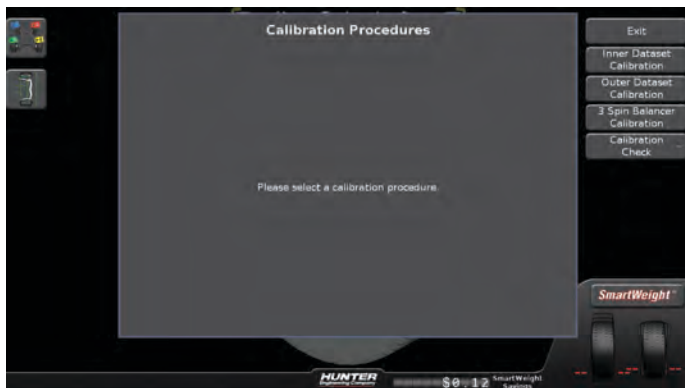 Calibration Procedures
Please select a calibration procedure.
Exit
Inner Dataset
Calibration
Outer Dataset
Calibration
3 Spin Balancer
Calibration
Calibration
Check
SmartWeight
HUNTER
Engineering Company
$0.12
SmartWeight
Savings